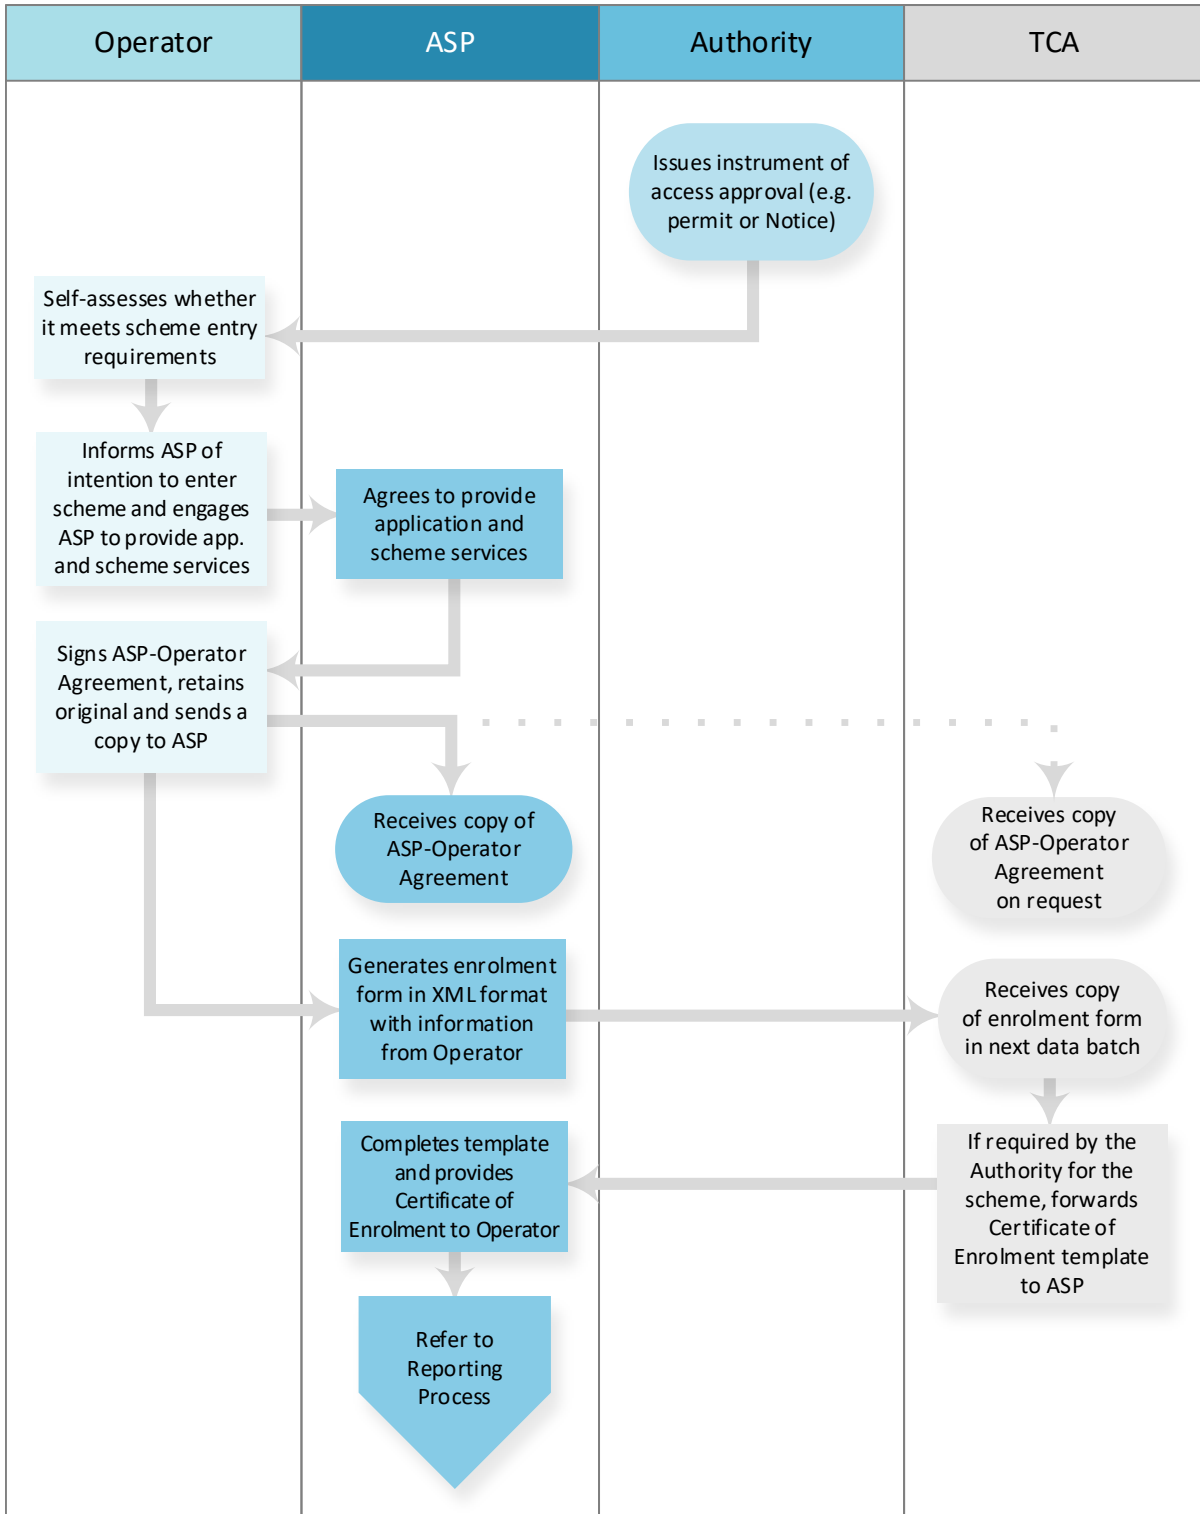 Operator
ASP
Authority
TCA
Issues instrument of
access approval (e.g.
permit or Notice)
Self-assesses whether
it meets scheme entry
requirements
Informs ASP of
intention to enter
scheme and engages
ASP to provide app.
and scheme services
Agrees to provide
application and
scheme services
Signs ASP-Operator
Agreement, retains
original and sends a
copy to ASP
Receives copy of
ASP-Operator
Agreement
Receives copy
of ASP-Operator
Agreement
on request
Generates enrolment
form in XML format
with information
from Operator
Receives copy
of enrolment form
in next data batch
Completes template
and provides
Certificate of
Enrolment to Operator
If required by the
Authority for the
scheme, forwards
Certificate of
Enrolment template
to ASP
Refer to
Reporting
Process